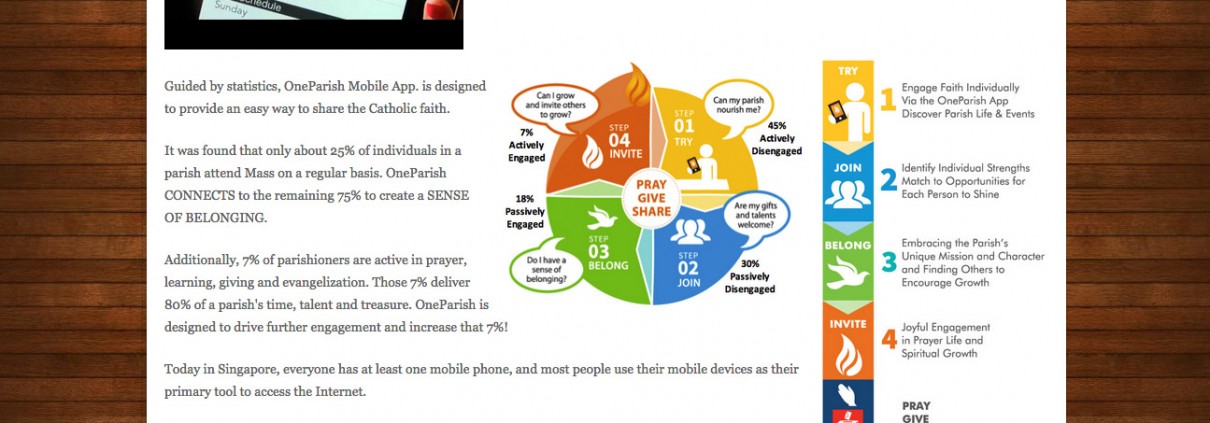 Schedule
Sunday
Guided by statistics, OneParish Mobile App. is designed
to provide an easy way to share the Catholic faith.
It was found that only about 25% of individuals in a
parish attend Mass on a regular basis. OneParish
CONNECTS to the remaining 75% to create a SENSE
OF BELONGING.
Additionally, 7% of parishioners are active in prayer,
learning, giving and evangelization. Those 7% deliver
80% of a parish's time, talent and treasure. OneParish is
designed to drive further engagement and increase that 7%!
Today in Singapore, everyone has at least one mobile phone, and most people use their mobile devices as their
primary tool to access the Internet.
Can I grow
and invite others
to grow?
7%
Actively
Engaged
STEP
04
INVITE
STEP
01
TRY
Can my parish
nourish me?
45%
Actively
Disengaged
PRAY
GIVE
SHARE
18%
Passively
Engaged
Do I have a
sense of
belonging?
STEP
03
BELONG
STEP
02
JOIN
Are my gifts
and talents
welcome?
30%
Passively
Disengaged
TRY
1
Engage Faith Individually
Via the OneParish App
Discover Parish Life & Events
JOIN
2
Identify Individual Strengths
Match to Opportunities for
Each Person to Shine
BELONG
3
Embracing the Parish's
Unique Mission and Character
and Finding Others to
Encourage Growth
INVITE
4
Joyful Engagement
in Prayer Life and
Spiritual Growth
PRAY
GIVE